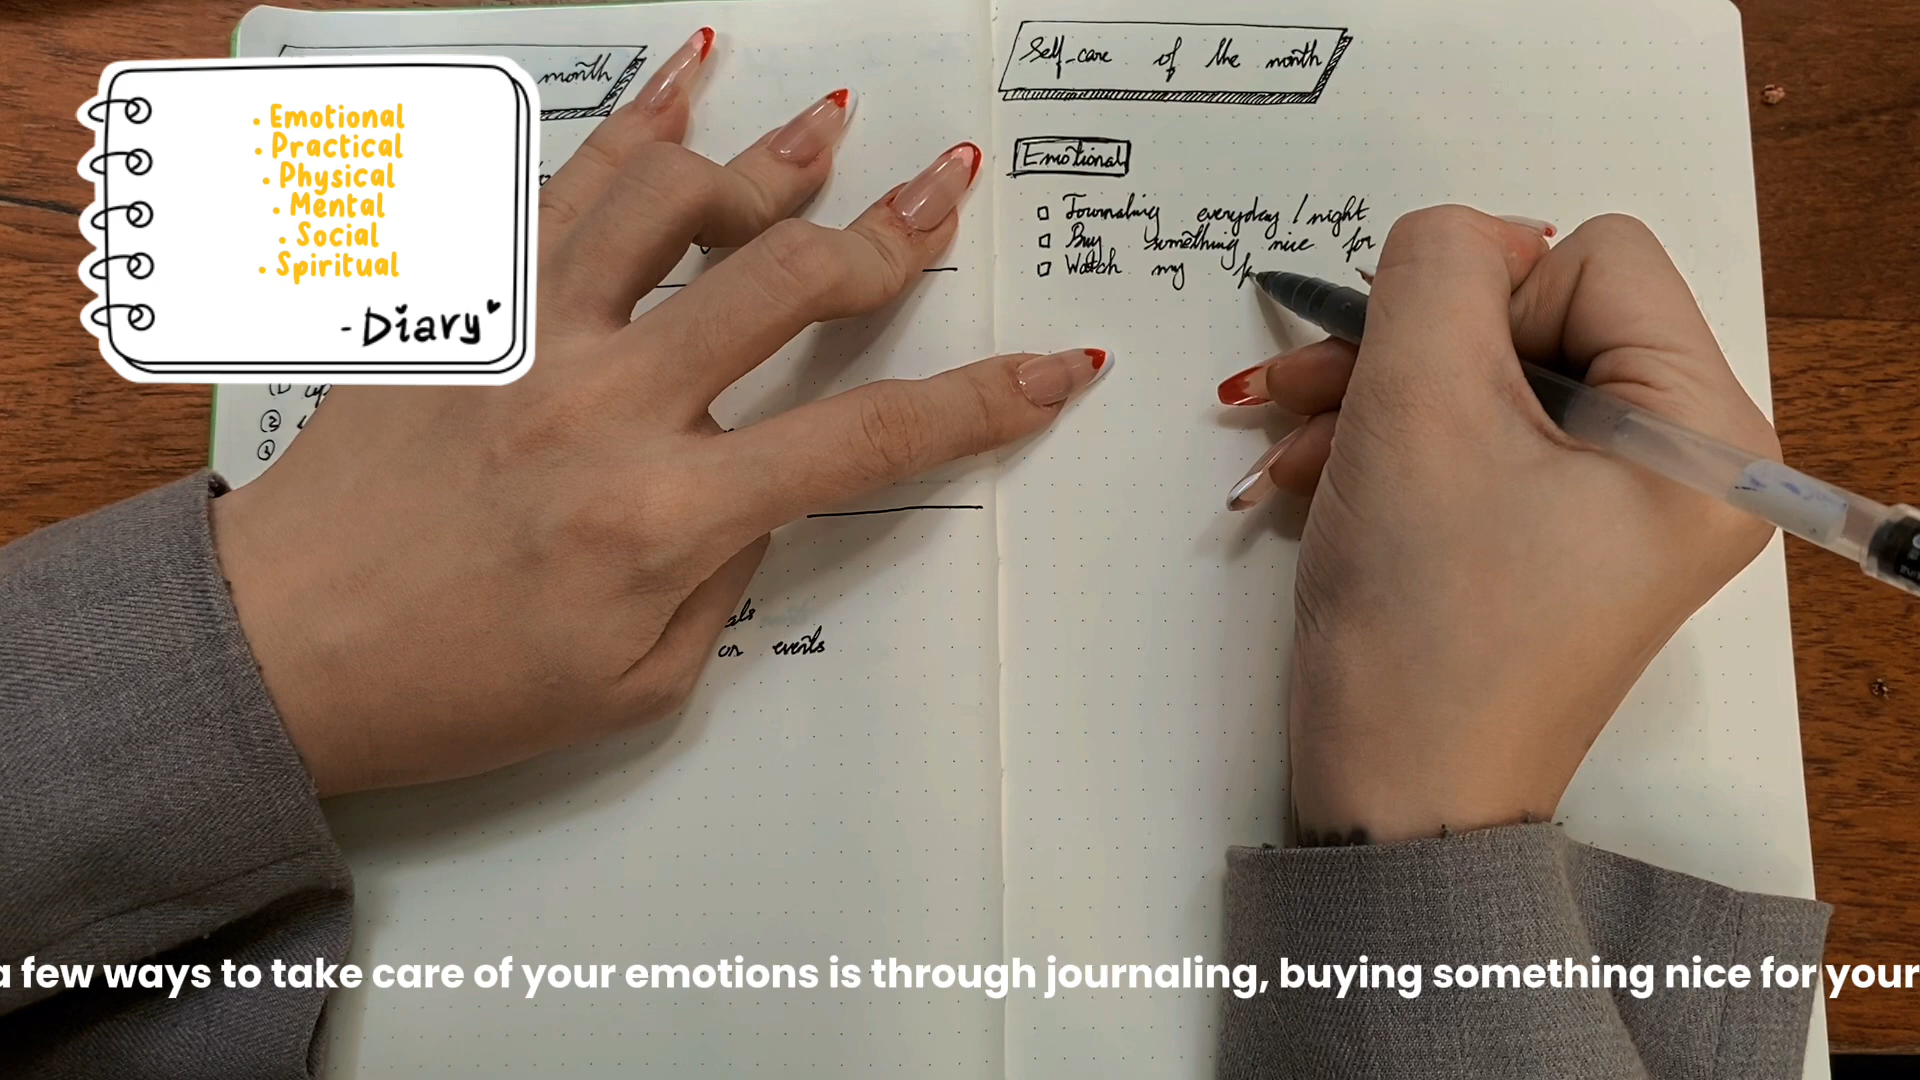 month
• Emotional
• Practical
• Physical
• Mental
• Social
• Spiritual
- Diary
②
als
on events
Self-care of the month
Emotional
Journaling everyday / night
Buy something nice for
Watch my
a few ways to take care of your emotions is through journaling, buying something nice for your